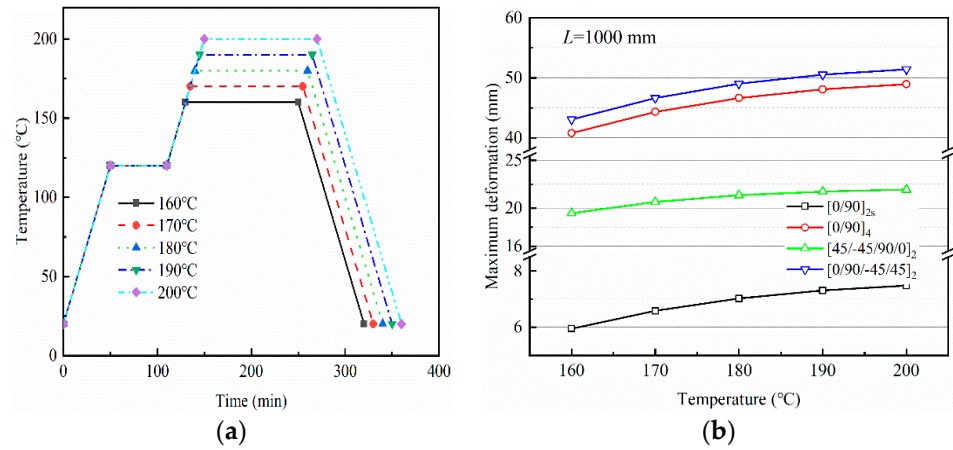 200
150
100
50
0
Temperature (℃)
160℃
170℃
180℃
190℃
200℃
0 100 200 300 400
Time (min)
(a)
60
50
40
25
20
16
8
6
Maximum deformation (mm)
L=1000 mm
[0/90]2s
[0/90]4
[45/-45/90/0]2
[0/90/-45/45]2
160 170 180 190 200
Temperature (℃)
(b)